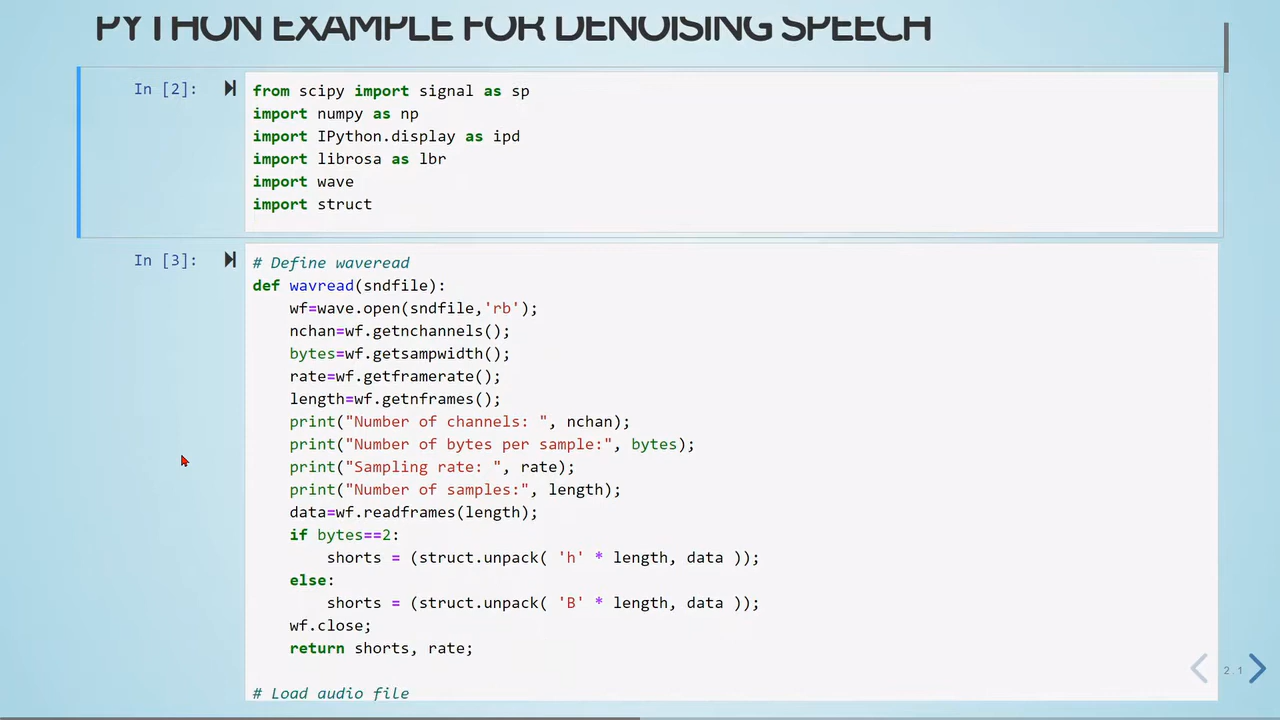 PYTHON EXAMPLE FOR DENOISING SPEECH
In [2]:
from scipy import signal as sp
import numpy as np
import IPython.display as ipd
import librosa as lbr
import wave
import struct
In [3]:
# Define waveread
def wavread(sndfile):
    wf=wave.open(sndfile,'rb');
    nchan=wf.getnchannels();
    bytes=wf.getsampwidth();
    rate=wf.getframerate();
    length=wf.getnframes();
    print("Number of channels: ", nchan);
    print("Number of bytes per sample:", bytes);
    print("Sampling rate: ", rate);
    print("Number of samples:", length);
    data=wf.readframes(length);
    if bytes==2:
        shorts = (struct.unpack( 'h' * length, data ));
    else:
        shorts = (struct.unpack( 'B' * length, data ));
    wf.close;
    return shorts, rate;
# Load audio file
2.1